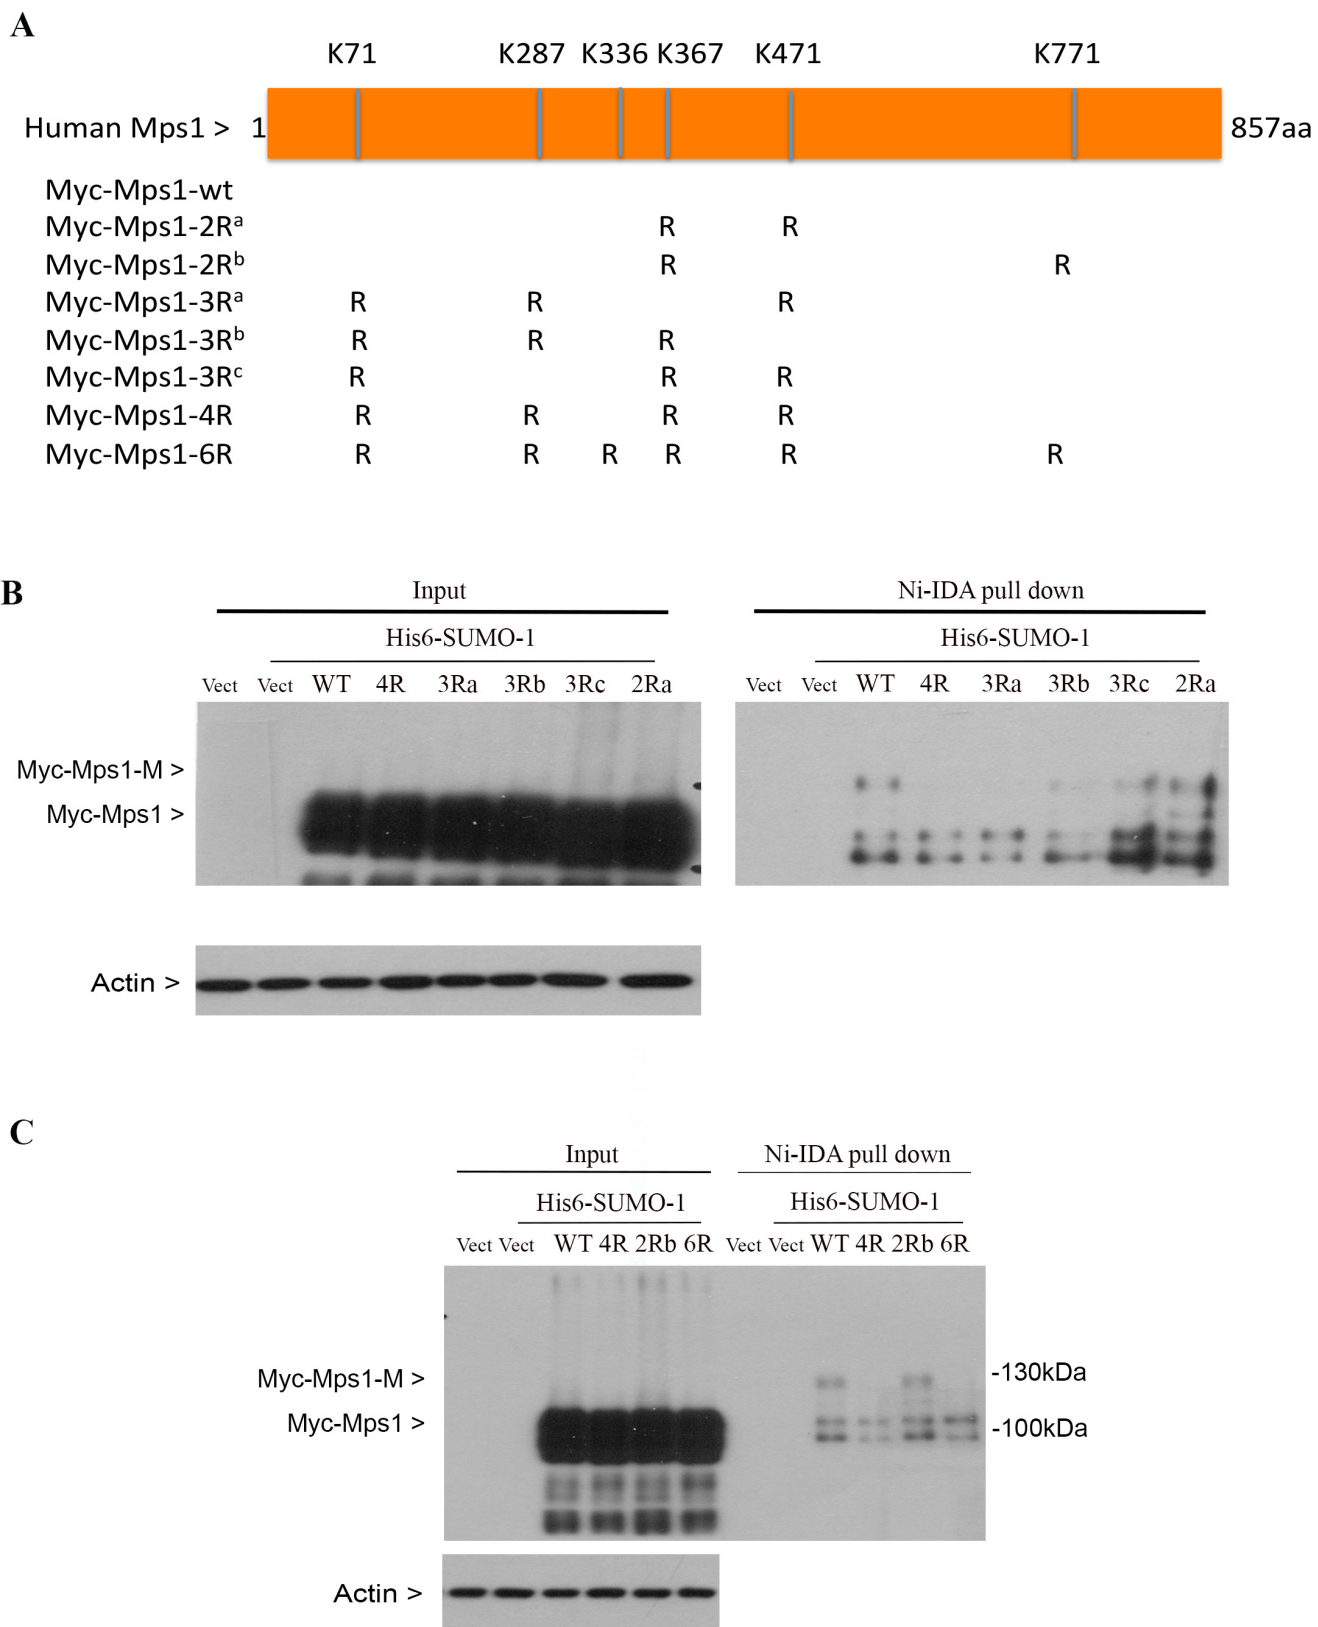 A
K71 K287 K336 K367 K471 K771
Human Mps1 > 1 857aa
Myc-Mps1-wt
Myc-Mps1-2Rᵃ R R
Myc-Mps1-2Rᵇ R R
Myc-Mps1-3Rᵃ R R R
Myc-Mps1-3Rᵇ R R R
Myc-Mps1-3Rᶜ R R R
Myc-Mps1-4R R R R R
Myc-Mps1-6R R R R R R R
B
Input Ni-IDA pull down
His6-SUMO-1 His6-SUMO-1
Vect Vect WT 4R 3Ra 3Rb 3Rc 2Ra Vect Vect WT 4R 3Ra 3Rb 3Rc 2Ra
Myc-Mps1-M >
Myc-Mps1 >
Actin >
C
Input Ni-IDA pull down
His6-SUMO-1 His6-SUMO-1
Vect Vect WT 4R 2Rb 6R Vect Vect WT 4R 2Rb 6R
Myc-Mps1-M > -130kDa
Myc-Mps1 > -100kDa
Actin >